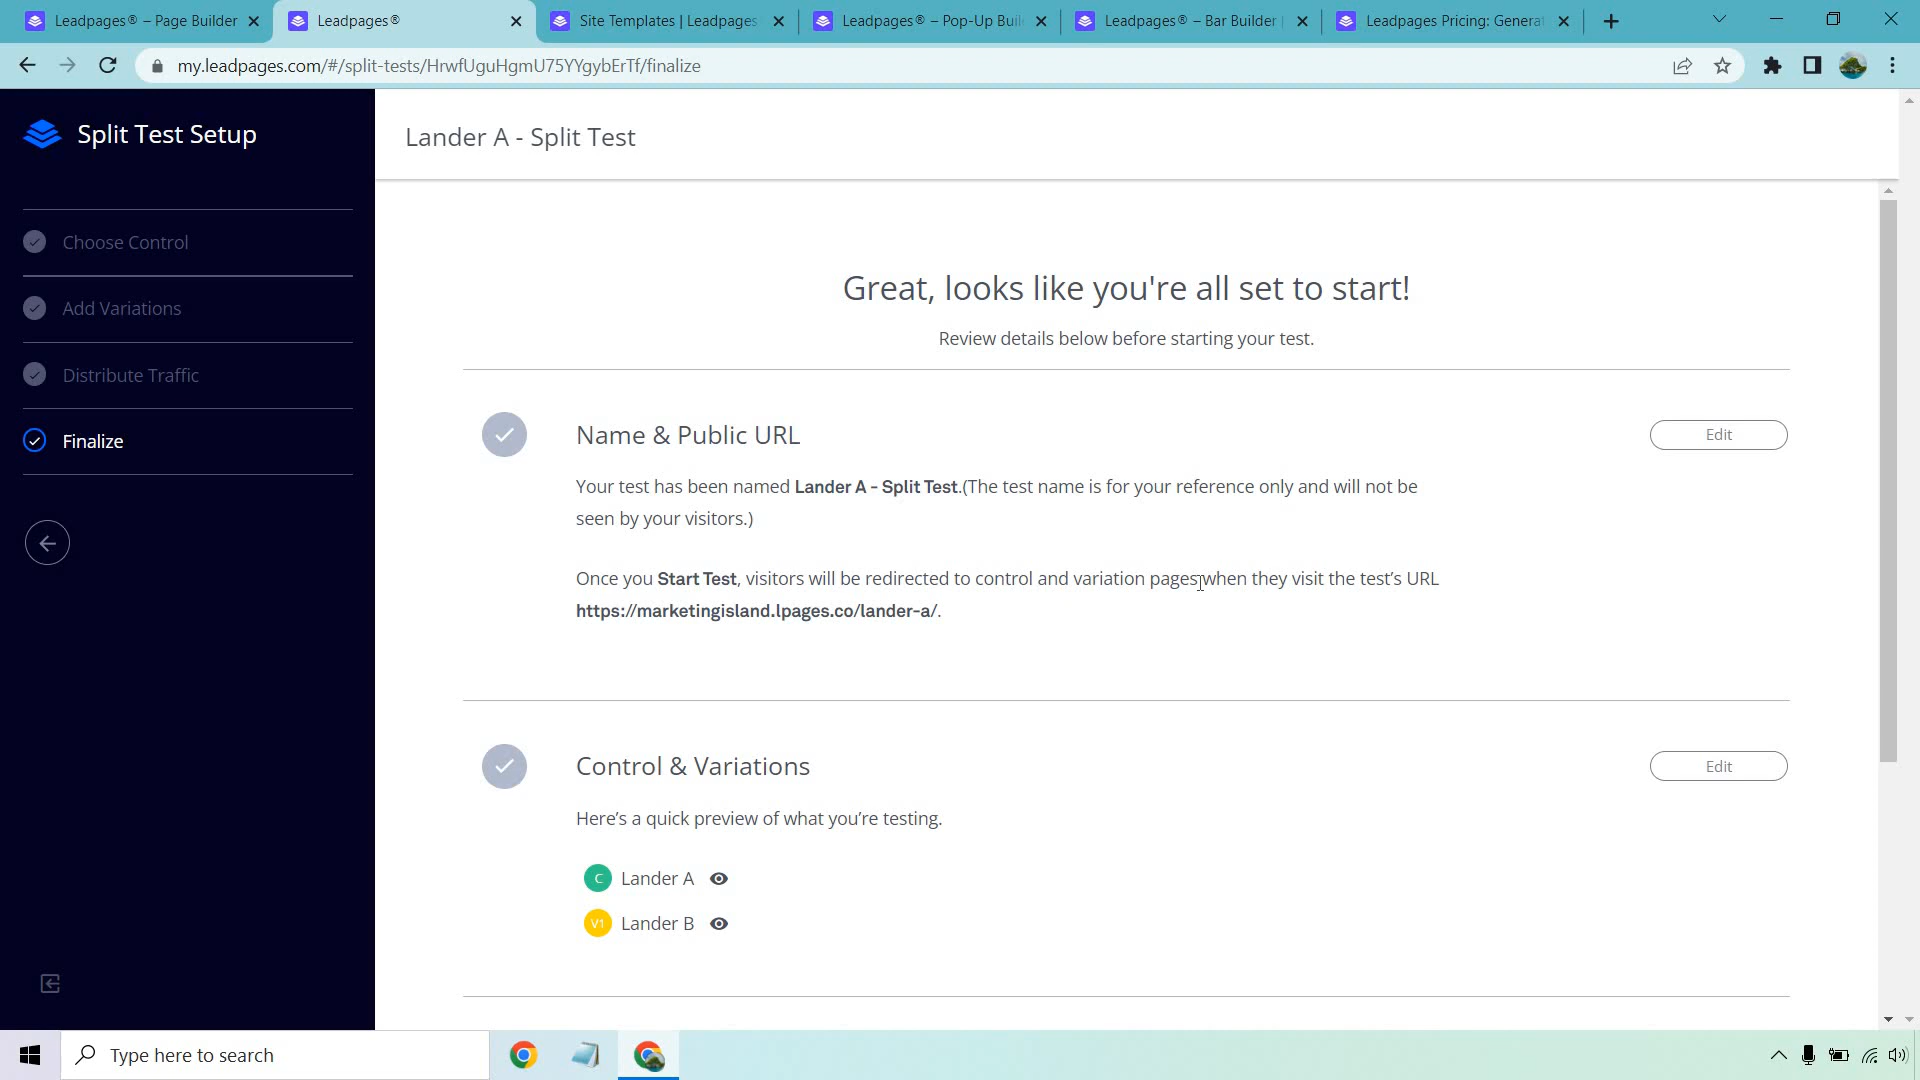 Leadpages® – Page Builder
Leadpages®
Site Templates | Leadpages
Leadpages® – Pop-Up Buil
Leadpages® – Bar Builder |
Leadpages Pricing: Generat
my.leadpages.com/#/split-tests/HrwfUguHgmU75YYgybErTf/finalize
Split Test Setup
Choose Control
Add Variations
Distribute Traffic
Finalize
Lander A - Split Test
Great, looks like you're all set to start!
Review details below before starting your test.
Name & Public URL
Edit
Your test has been named Lander A - Split Test.(The test name is for your reference only and will not be
seen by your visitors.)
Once you Start Test, visitors will be redirected to control and variation pages when they visit the test’s URL
https://marketingisland.lpages.co/lander-a/.
Control & Variations
Edit
Here’s a quick preview of what you’re testing.
C Lander A
V1 Lander B
Type here to search